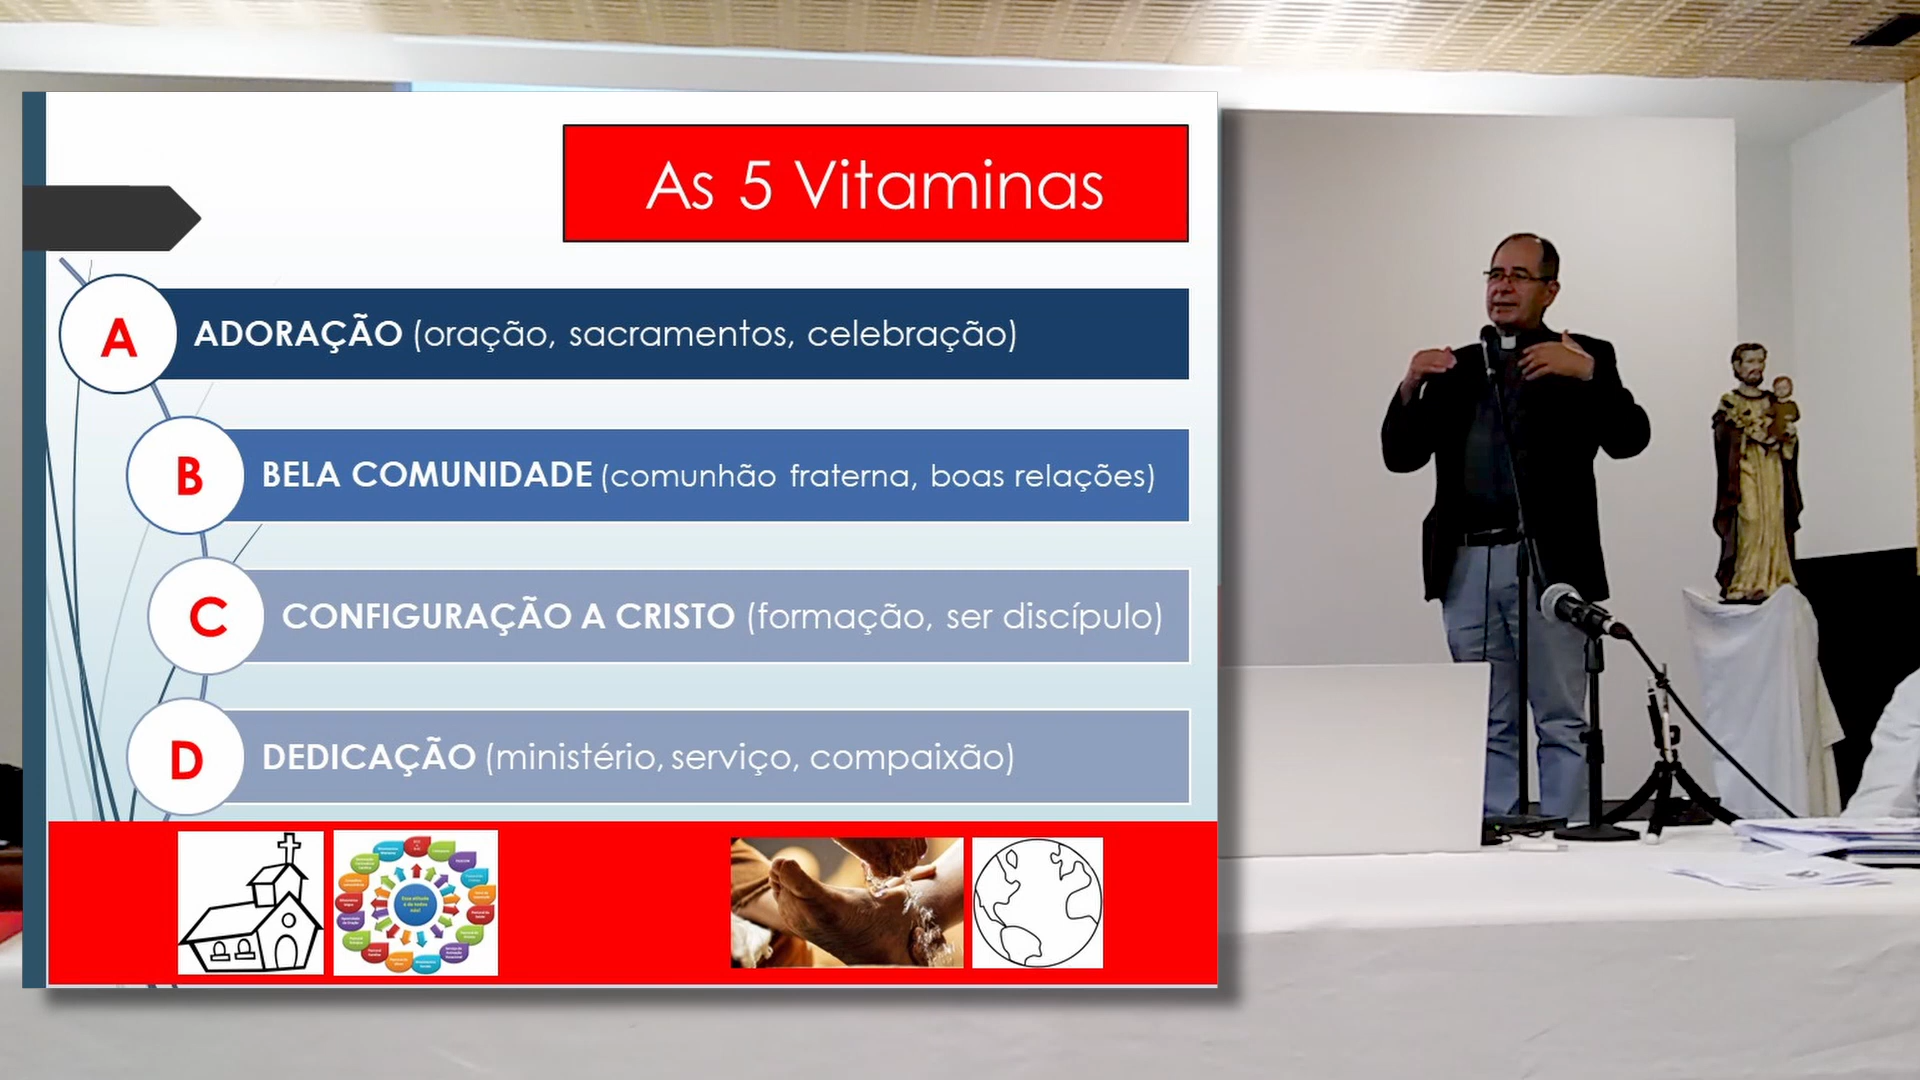 As 5 Vitaminas
A
ADORAÇÃO (oração, sacramentos, celebração)
B
BELA COMUNIDADE (comunhão fraterna, boas relações)
C
CONFIGURAÇÃO A CRISTO (formação, ser discípulo)
D
DEDICAÇÃO (ministério, serviço, compaixão)